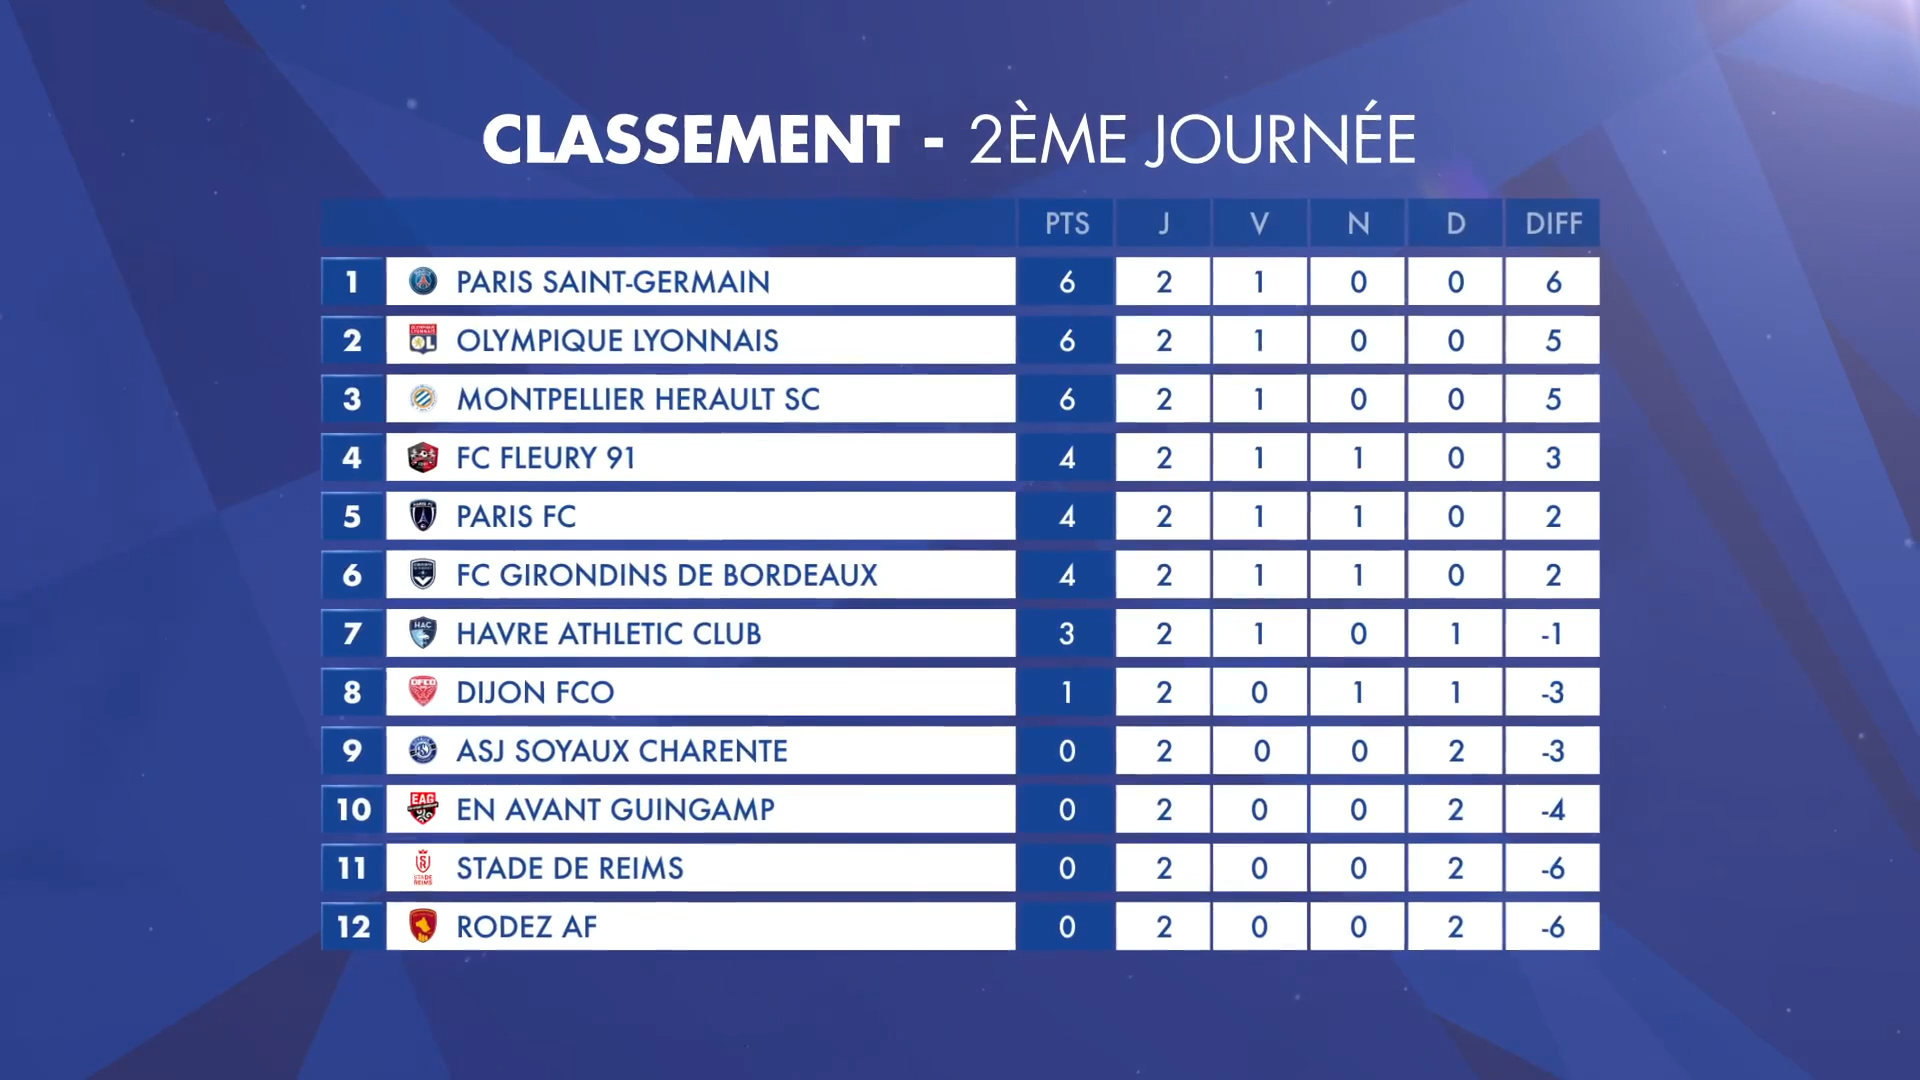 CLASSEMENT - 2ÈME JOURNÉE
PTS J V N D DIFF
1 PARIS SAINT-GERMAIN 6 2 1 0 0 6
2 OLYMPIQUE LYONNAIS 6 2 1 0 0 5
3 MONTPELLIER HERAULT SC 6 2 1 0 0 5
4 FC FLEURY 91 4 2 1 1 0 3
5 PARIS FC 4 2 1 1 0 2
6 FC GIRONDINS DE BORDEAUX 4 2 1 1 0 2
7 HAC HAVRE ATHLETIC CLUB 3 2 1 0 1 -1
8 DFCO DIJON FCO 1 2 0 1 1 -3
9 ASJ SOYAUX CHARENTE 0 2 0 0 2 -3
10 EAG EN AVANT GUINGAMP 0 2 0 0 2 -4
11 STADE DE REIMS 0 2 0 0 2 -6
12 RODEZ AF 0 2 0 0 2 -6